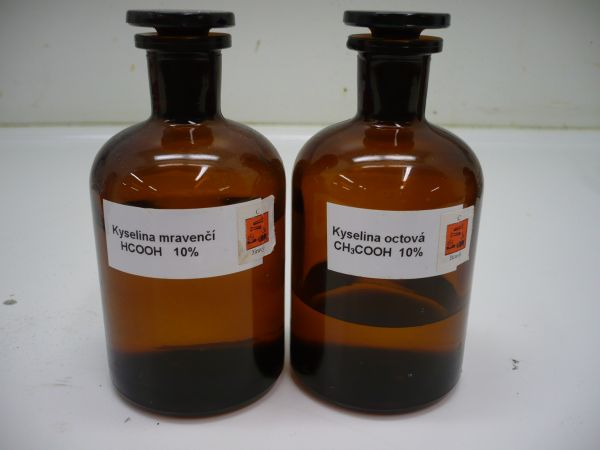 Kyselina mravenčí
HCOOH 10%
C
Kyselina octová
CH₃COOH 10%
C